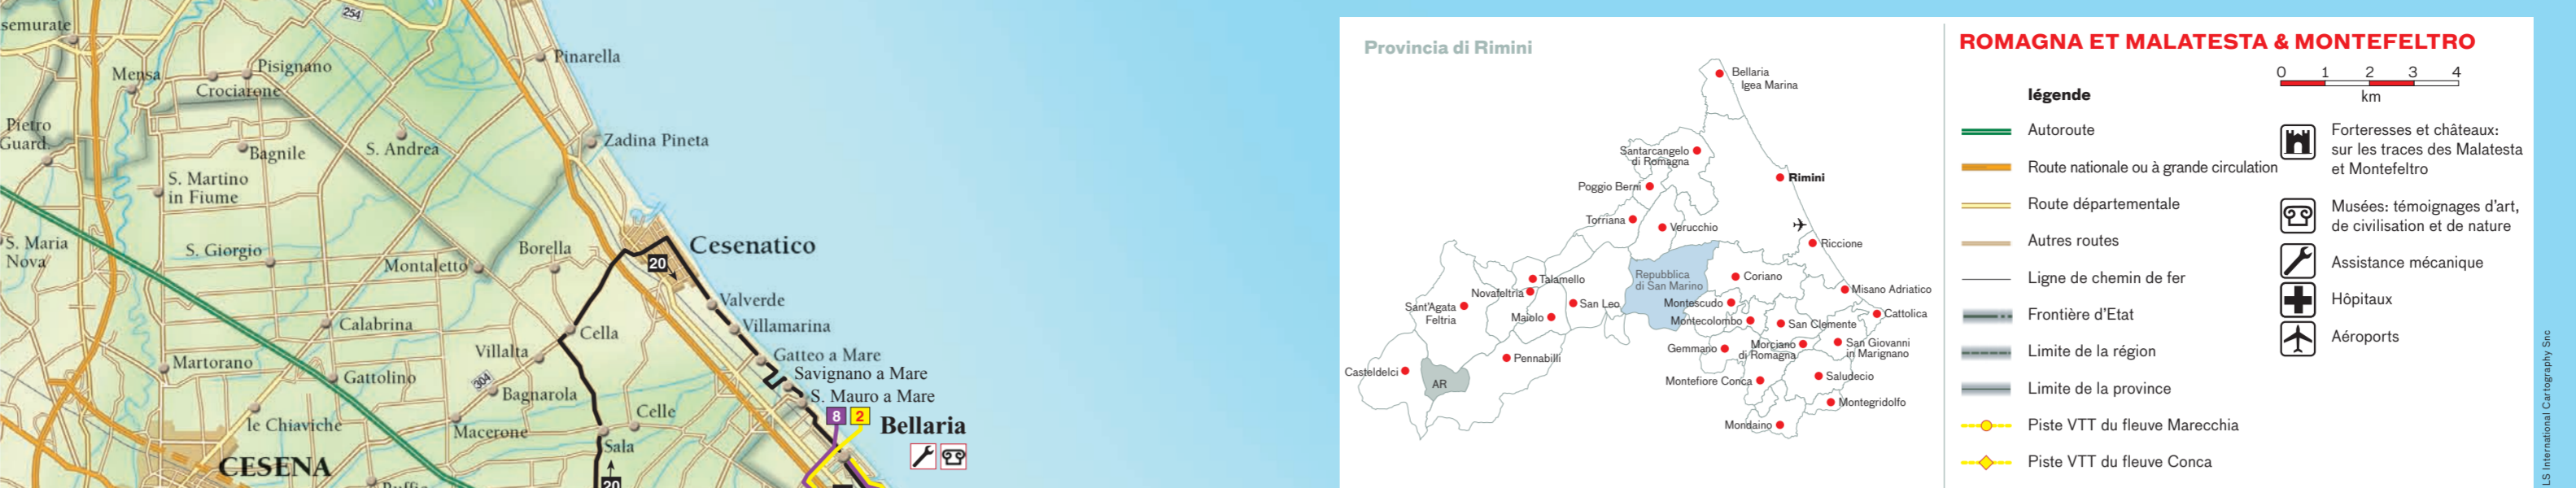 254
semurate
Pinarella
Mensa
Pisignano
Crociarone
Pietro
Guard.
Zadina Pineta
Bagnile
S. Andrea
S. Martino
in Fiume
S. Maria
Nova
S. Giorgio
Borella
Cesenatico
Montaletto
20
Valverde
Calabrina
Cella
Villamarina
Villalta
Gatteo a Mare
Martorano
Savignano a Mare
Gattolino
304
Bagnarola
S. Mauro a Mare
8 2
Bellaria
le Chiaviche
Celle
Macerone
Sala
CESENA
20
Provincia di Rimini
Bellaria
Igea Marina
Santarcangelo
di Romagna
Rimini
Poggio Berni
Torriana
Verucchio
Riccione
Repubblica
di San Marino
Coriano
Talamello
Novafeltria
Misano Adriatico
Sant'Agata
Feltria
San Leo
Montescudo
Maiolo
Montecolombo
San Clemente
Cattolica
Gemmano
Morciano
di Romagna
San Giovanni
in Marignano
Pennabilli
Casteldelci
AR
Montefiore Conca
Saludecio
Montegridolfo
Mondaino
ROMAGNA ET MALATESTA & MONTEFELTRO
0 1 2 3 4
km
légende
Autoroute
Route nationale ou à grande circulation
Route départementale
Autres routes
Ligne de chemin de fer
Frontière d'Etat
Limite de la région
Limite de la province
Piste VTT du fleuve Marecchia
Piste VTT du fleuve Conca
Forteresses et châteaux:
sur les traces des Malatesta
et Montefeltro
Musées: témoignages d'art,
de civilisation et de nature
Assistance mécanique
Hôpitaux
Aéroports
LS International Cartography Snc